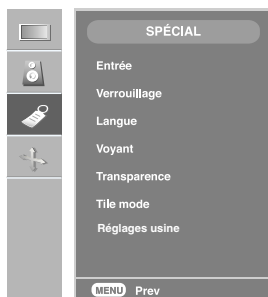 SPÉCIAL
Entrée
Verrouillage
Langue
Voyant
Transparence
Tile mode
Réglages usine
MENU Prev